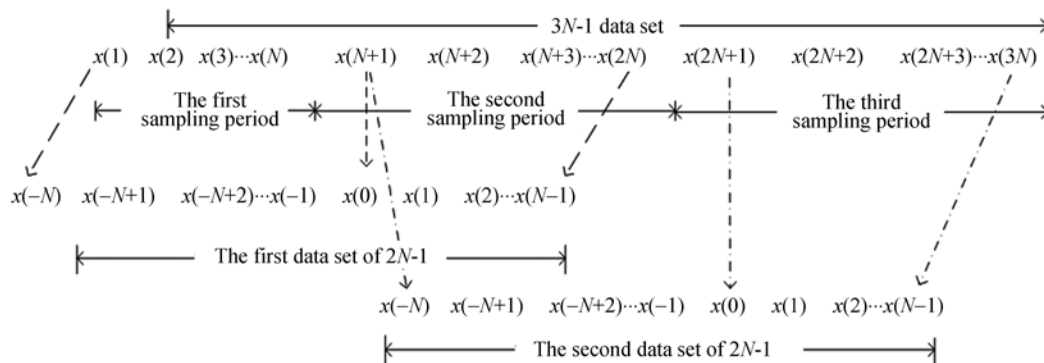 3N-1 data set
x(1) x(2) x(3)···x(N) x(N+1) x(N+2) x(N+3)···x(2N) x(2N+1) x(2N+2) x(2N+3)···x(3N)
The first
sampling period
The second
sampling period
The third
sampling period
x(–N) x(–N+1) x(–N+2)···x(–1) x(0) x(1) x(2)···x(N–1)
The first data set of 2N-1
x(–N) x(–N+1) x(–N+2)···x(–1) x(0) x(1) x(2)···x(N–1)
The second data set of 2N-1